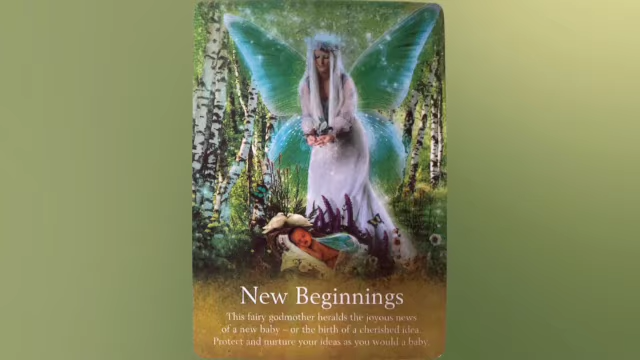 New Beginnings
This fairy godmother heralds the joyous news
of a new baby – or the birth of a cherished idea.
Protect and nurture your ideas as you would a baby.